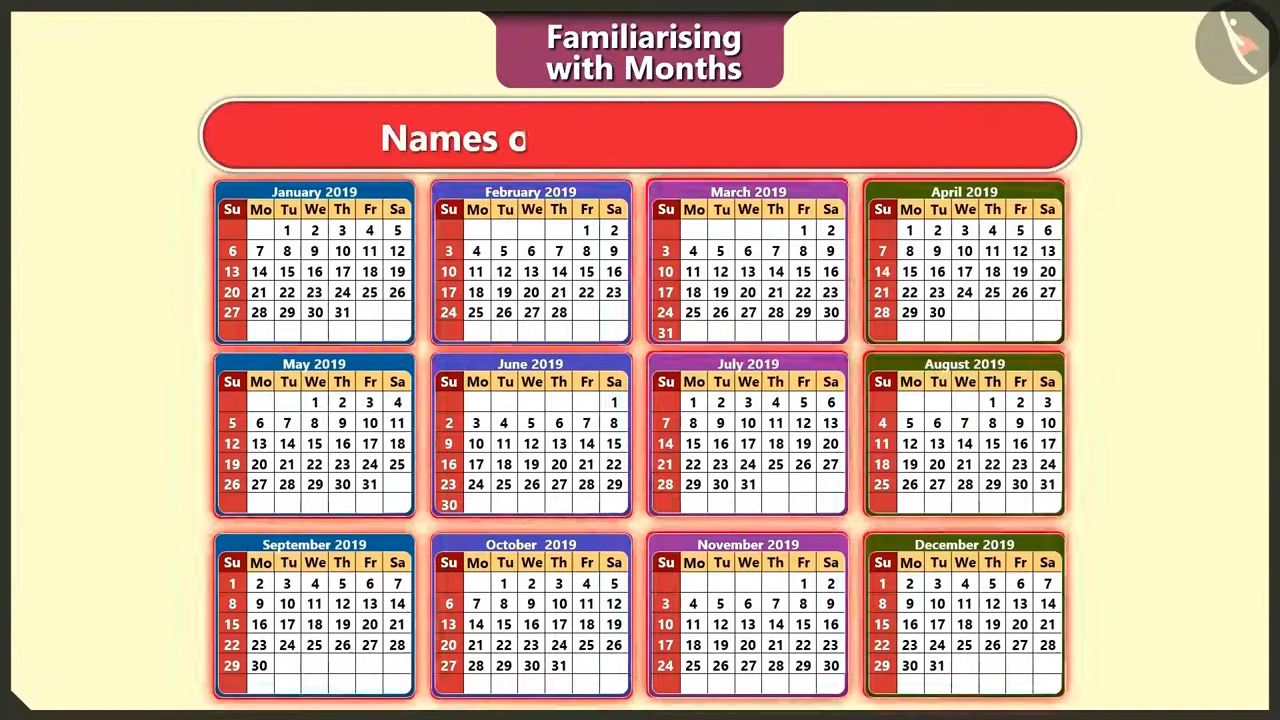 Familiarising
with Months
Names o
January 2019 February 2019 March 2019 April 2019
Su Mo Tu We Th Fr Sa Su Mo Tu We Th Fr Sa Su Mo Tu We Th Fr Sa Su Mo Tu We Th Fr Sa
1 2 3 4 5 1 2 1 2 1 2 3 4 5 6
6 7 8 9 10 11 12 3 4 5 6 7 8 9 3 4 5 6 7 8 9 7 8 9 10 11 12 13
13 14 15 16 17 18 19 10 11 12 13 14 15 16 10 11 12 13 14 15 16 14 15 16 17 18 19 20
20 21 22 23 24 25 26 17 18 19 20 21 22 23 17 18 19 20 21 22 23 21 22 23 24 25 26 27
27 28 29 30 31 24 25 26 27 28 24 25 26 27 28 29 30 28 29 30
31
May 2019 June 2019 July 2019 August 2019
Su Mo Tu We Th Fr Sa Su Mo Tu We Th Fr Sa Su Mo Tu We Th Fr Sa Su Mo Tu We Th Fr Sa
1 2 3 4 1 1 2 3 4 5 6 1 2 3
5 6 7 8 9 10 11 2 3 4 5 6 7 8 7 8 9 10 11 12 13 4 5 6 7 8 9 10
12 13 14 15 16 17 18 9 10 11 12 13 14 15 14 15 16 17 18 19 20 11 12 13 14 15 16 17
19 20 21 22 23 24 25 16 17 18 19 20 21 22 21 22 23 24 25 26 27 18 19 20 21 22 23 24
26 27 28 29 30 31 23 24 25 26 27 28 29 28 29 30 31 25 26 27 28 29 30 31
30
September 2019 October 2019 November 2019 December 2019
Su Mo Tu We Th Fr Sa Su Mo Tu We Th Fr Sa Su Mo Tu We Th Fr Sa Su Mo Tu We Th Fr Sa
1 2 3 4 5 6 7 1 2 3 4 5 1 2 1 2 3 4 5 6 7
8 9 10 11 12 13 14 6 7 8 9 10 11 12 3 4 5 6 7 8 9 8 9 10 11 12 13 14
15 16 17 18 19 20 21 13 14 15 16 17 18 19 10 11 12 13 14 15 16 15 16 17 18 19 20 21
22 23 24 25 26 27 28 20 21 22 23 24 25 26 17 18 19 20 21 22 23 22 23 24 25 26 27 28
29 30 27 28 29 30 31 24 25 26 27 28 29 30 29 30 31